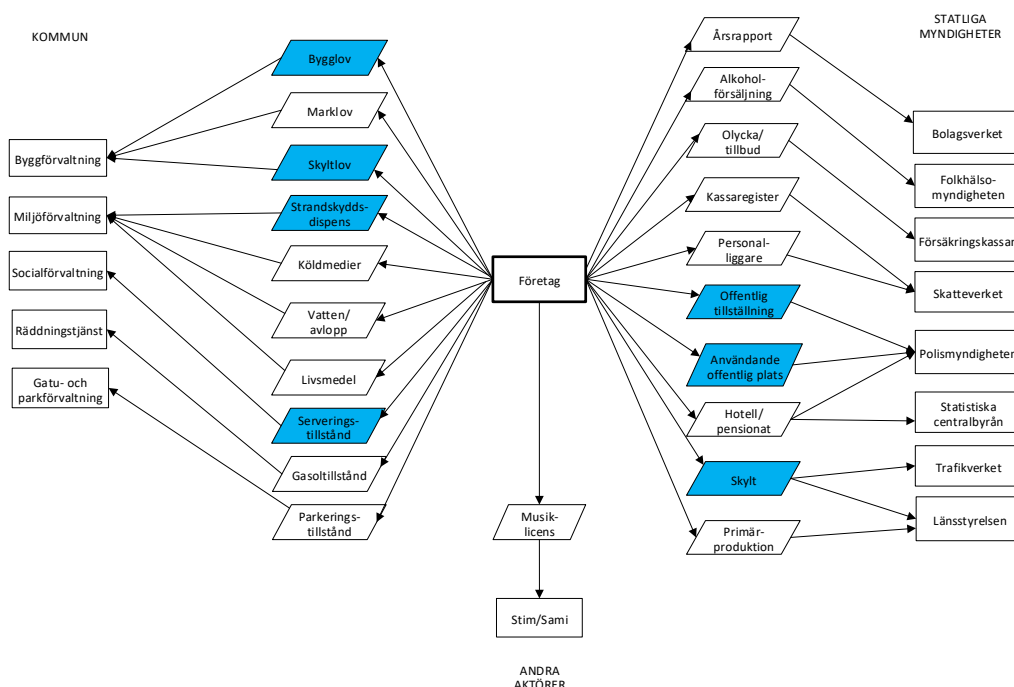 KOMMUN
STATLIGA
MYNDIGHETER
Bygglov
Marklov
Skyltlov
Strandskydds-
dispens
Köldmedier
Vatten/
avlopp
Livsmedel
Serverings-
tillstånd
Gasoltillstånd
Parkerings-
tillstånd
Byggförvaltning
Miljöförvaltning
Socialförvaltning
Räddningstjänst
Gatu- och
parkförvaltning
Företag
Musik-
licens
Stim/Sami
ANDRA
AKTÖRER
Årsrapport
Alkohol-
försäljning
Olycka/
tillbud
Kassaregister
Personal-
liggare
Offentlig
tillställning
Användande
offentlig plats
Hotell/
pensionat
Skylt
Primär-
produktion
Bolagsverket
Folkhälso-
myndigheten
Försäkringskassan
Skatteverket
Polismyndigheten
Statistiska
centralbyrån
Trafikverket
Länsstyrelsen